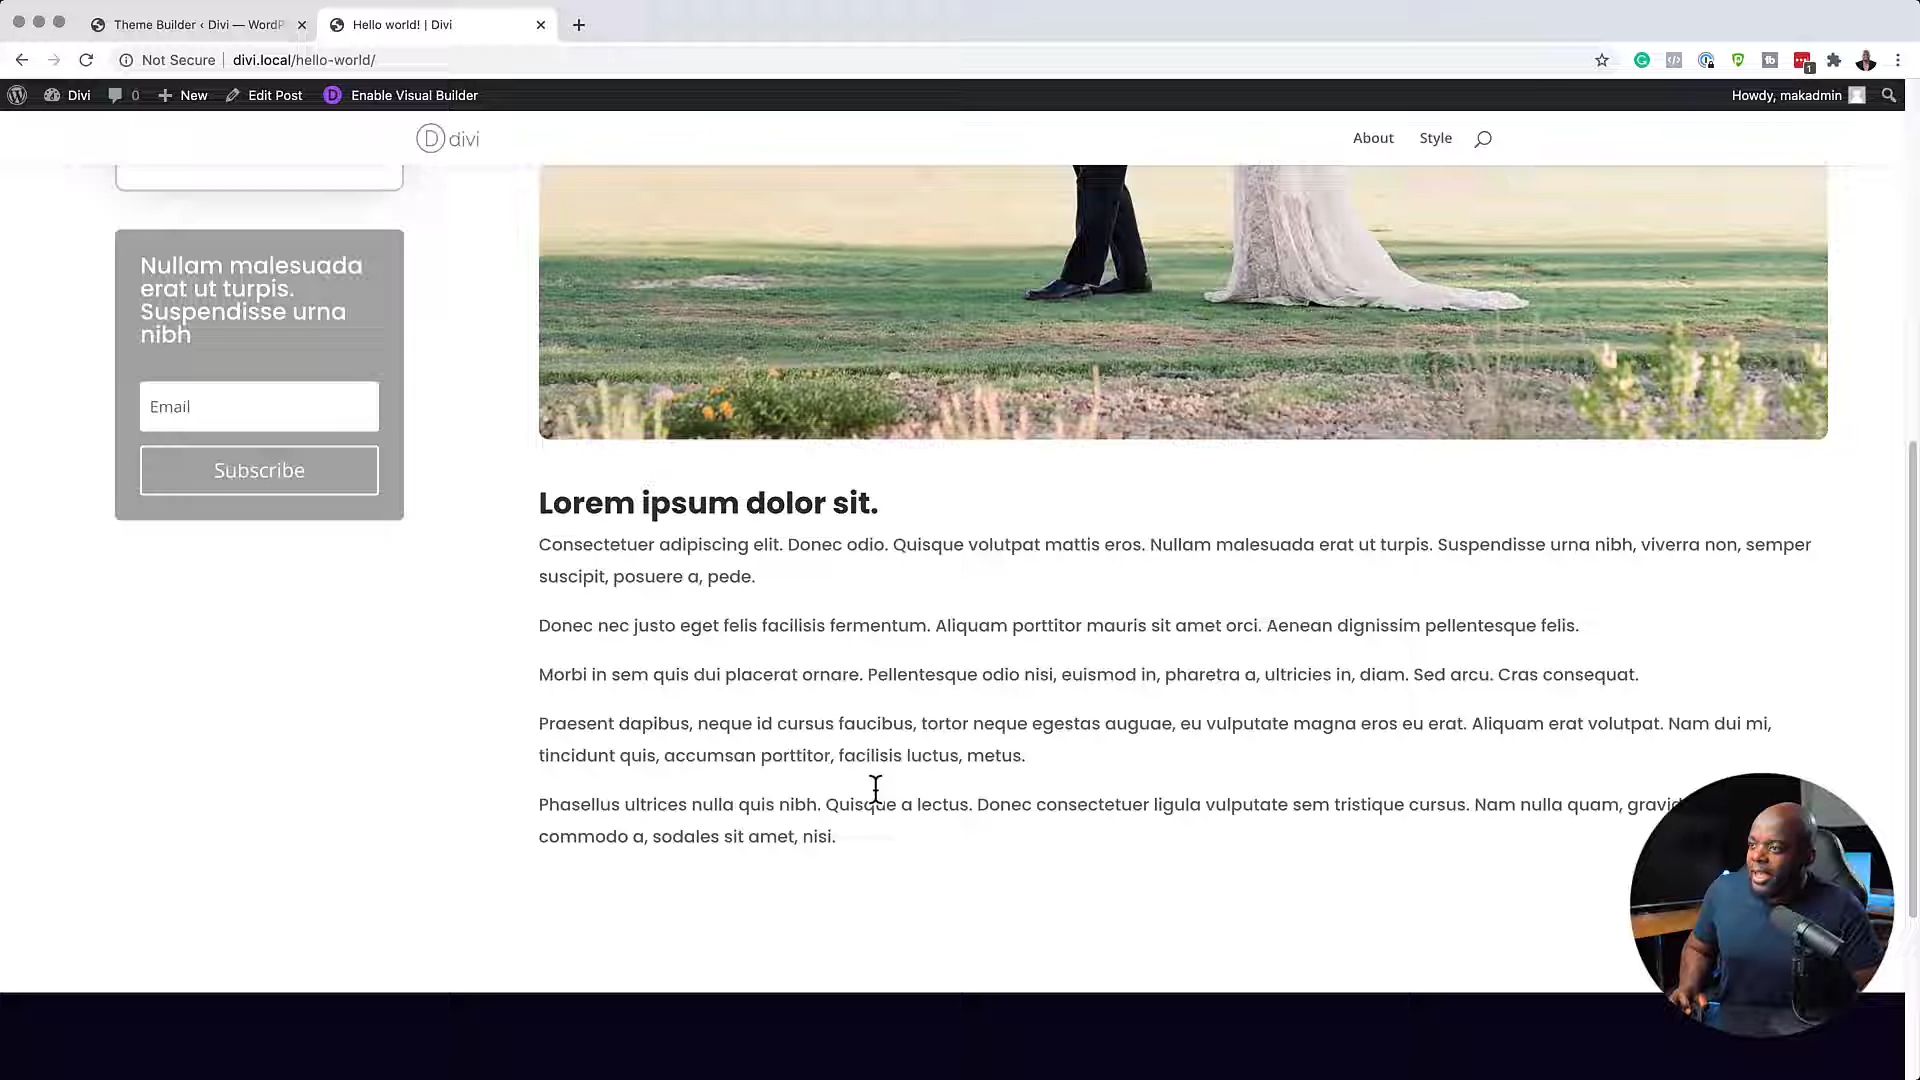 Theme Builder ‹ Divi — WordP
Hello world! | Divi
Not Secure
divi.local/hello-world/
1
Divi
0
New
Edit Post
Enable Visual Builder
Howdy, makadmin
D divi
About
Style
Nullam malesuada
erat ut turpis.
Suspendisse urna
nibh
Email
Subscribe
Lorem ipsum dolor sit.
Consectetuer adipiscing elit. Donec odio. Quisque volutpat mattis eros. Nullam malesuada erat ut turpis. Suspendisse urna nibh, viverra non, semper
suscipit, posuere a, pede.
Donec nec justo eget felis facilisis fermentum. Aliquam porttitor mauris sit amet orci. Aenean dignissim pellentesque felis.
Morbi in sem quis dui placerat ornare. Pellentesque odio nisi, euismod in, pharetra a, ultricies in, diam. Sed arcu. Cras consequat.
Praesent dapibus, neque id cursus faucibus, tortor neque egestas auguae, eu vulputate magna eros eu erat. Aliquam erat volutpat. Nam dui mi,
tincidunt quis, accumsan porttitor, facilisis luctus, metus.
Phasellus ultrices nulla quis nibh. Quisque a lectus. Donec consectetuer ligula vulputate sem tristique cursus. Nam nulla quam,
commodo a, sodales sit amet, nisi.